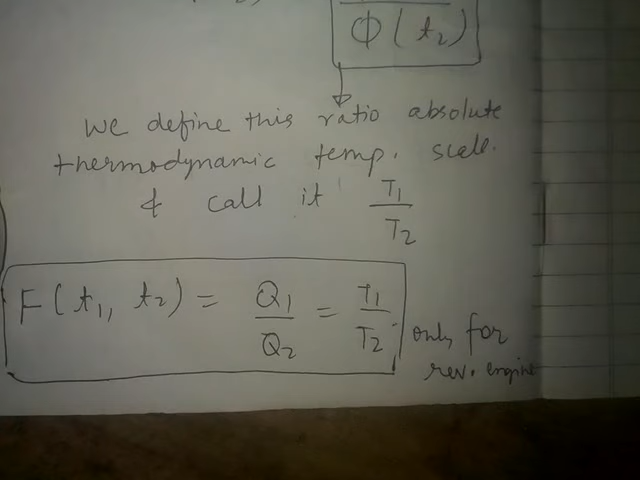 Φ(t2)
We define this ratio absolute
thermodynamic temp. scale.
& call it T1/T2
F(t1, t2) = Q1/Q2 = T1/T2
only for
rev. engine